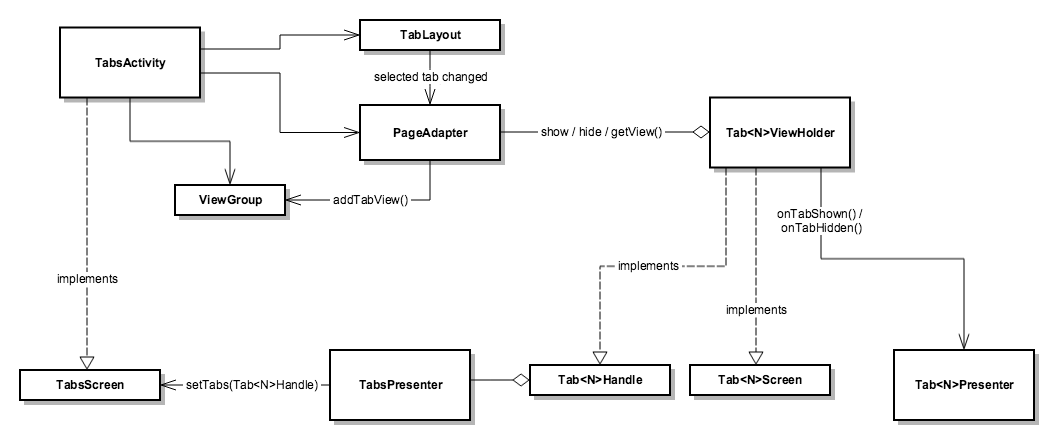 TabLayout
TabsActivity
selected tab changed
PageAdapter
show / hide / getView()
Tab<N>ViewHolder
ViewGroup
addTabView()
onTabShown() /
onTabHidden()
implements
implements
implements
TabsScreen
setTabs(Tab<N>Handle)
TabsPresenter
Tab<N>Handle
Tab<N>Screen
Tab<N>Presenter